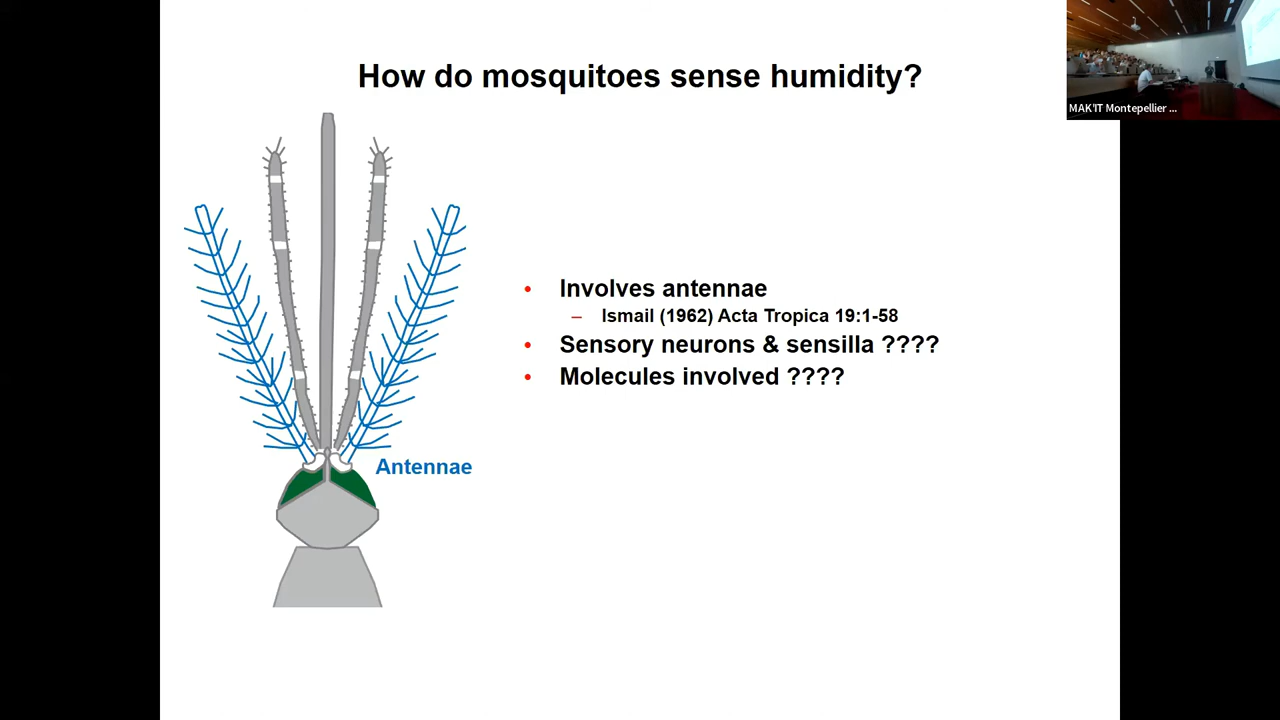 How do mosquitoes sense humidity?
MAK'IT Montepellier ...
• Involves antennae
– Ismail (1962) Acta Tropica 19:1-58
• Sensory neurons & sensilla ????
• Molecules involved ????
Antennae